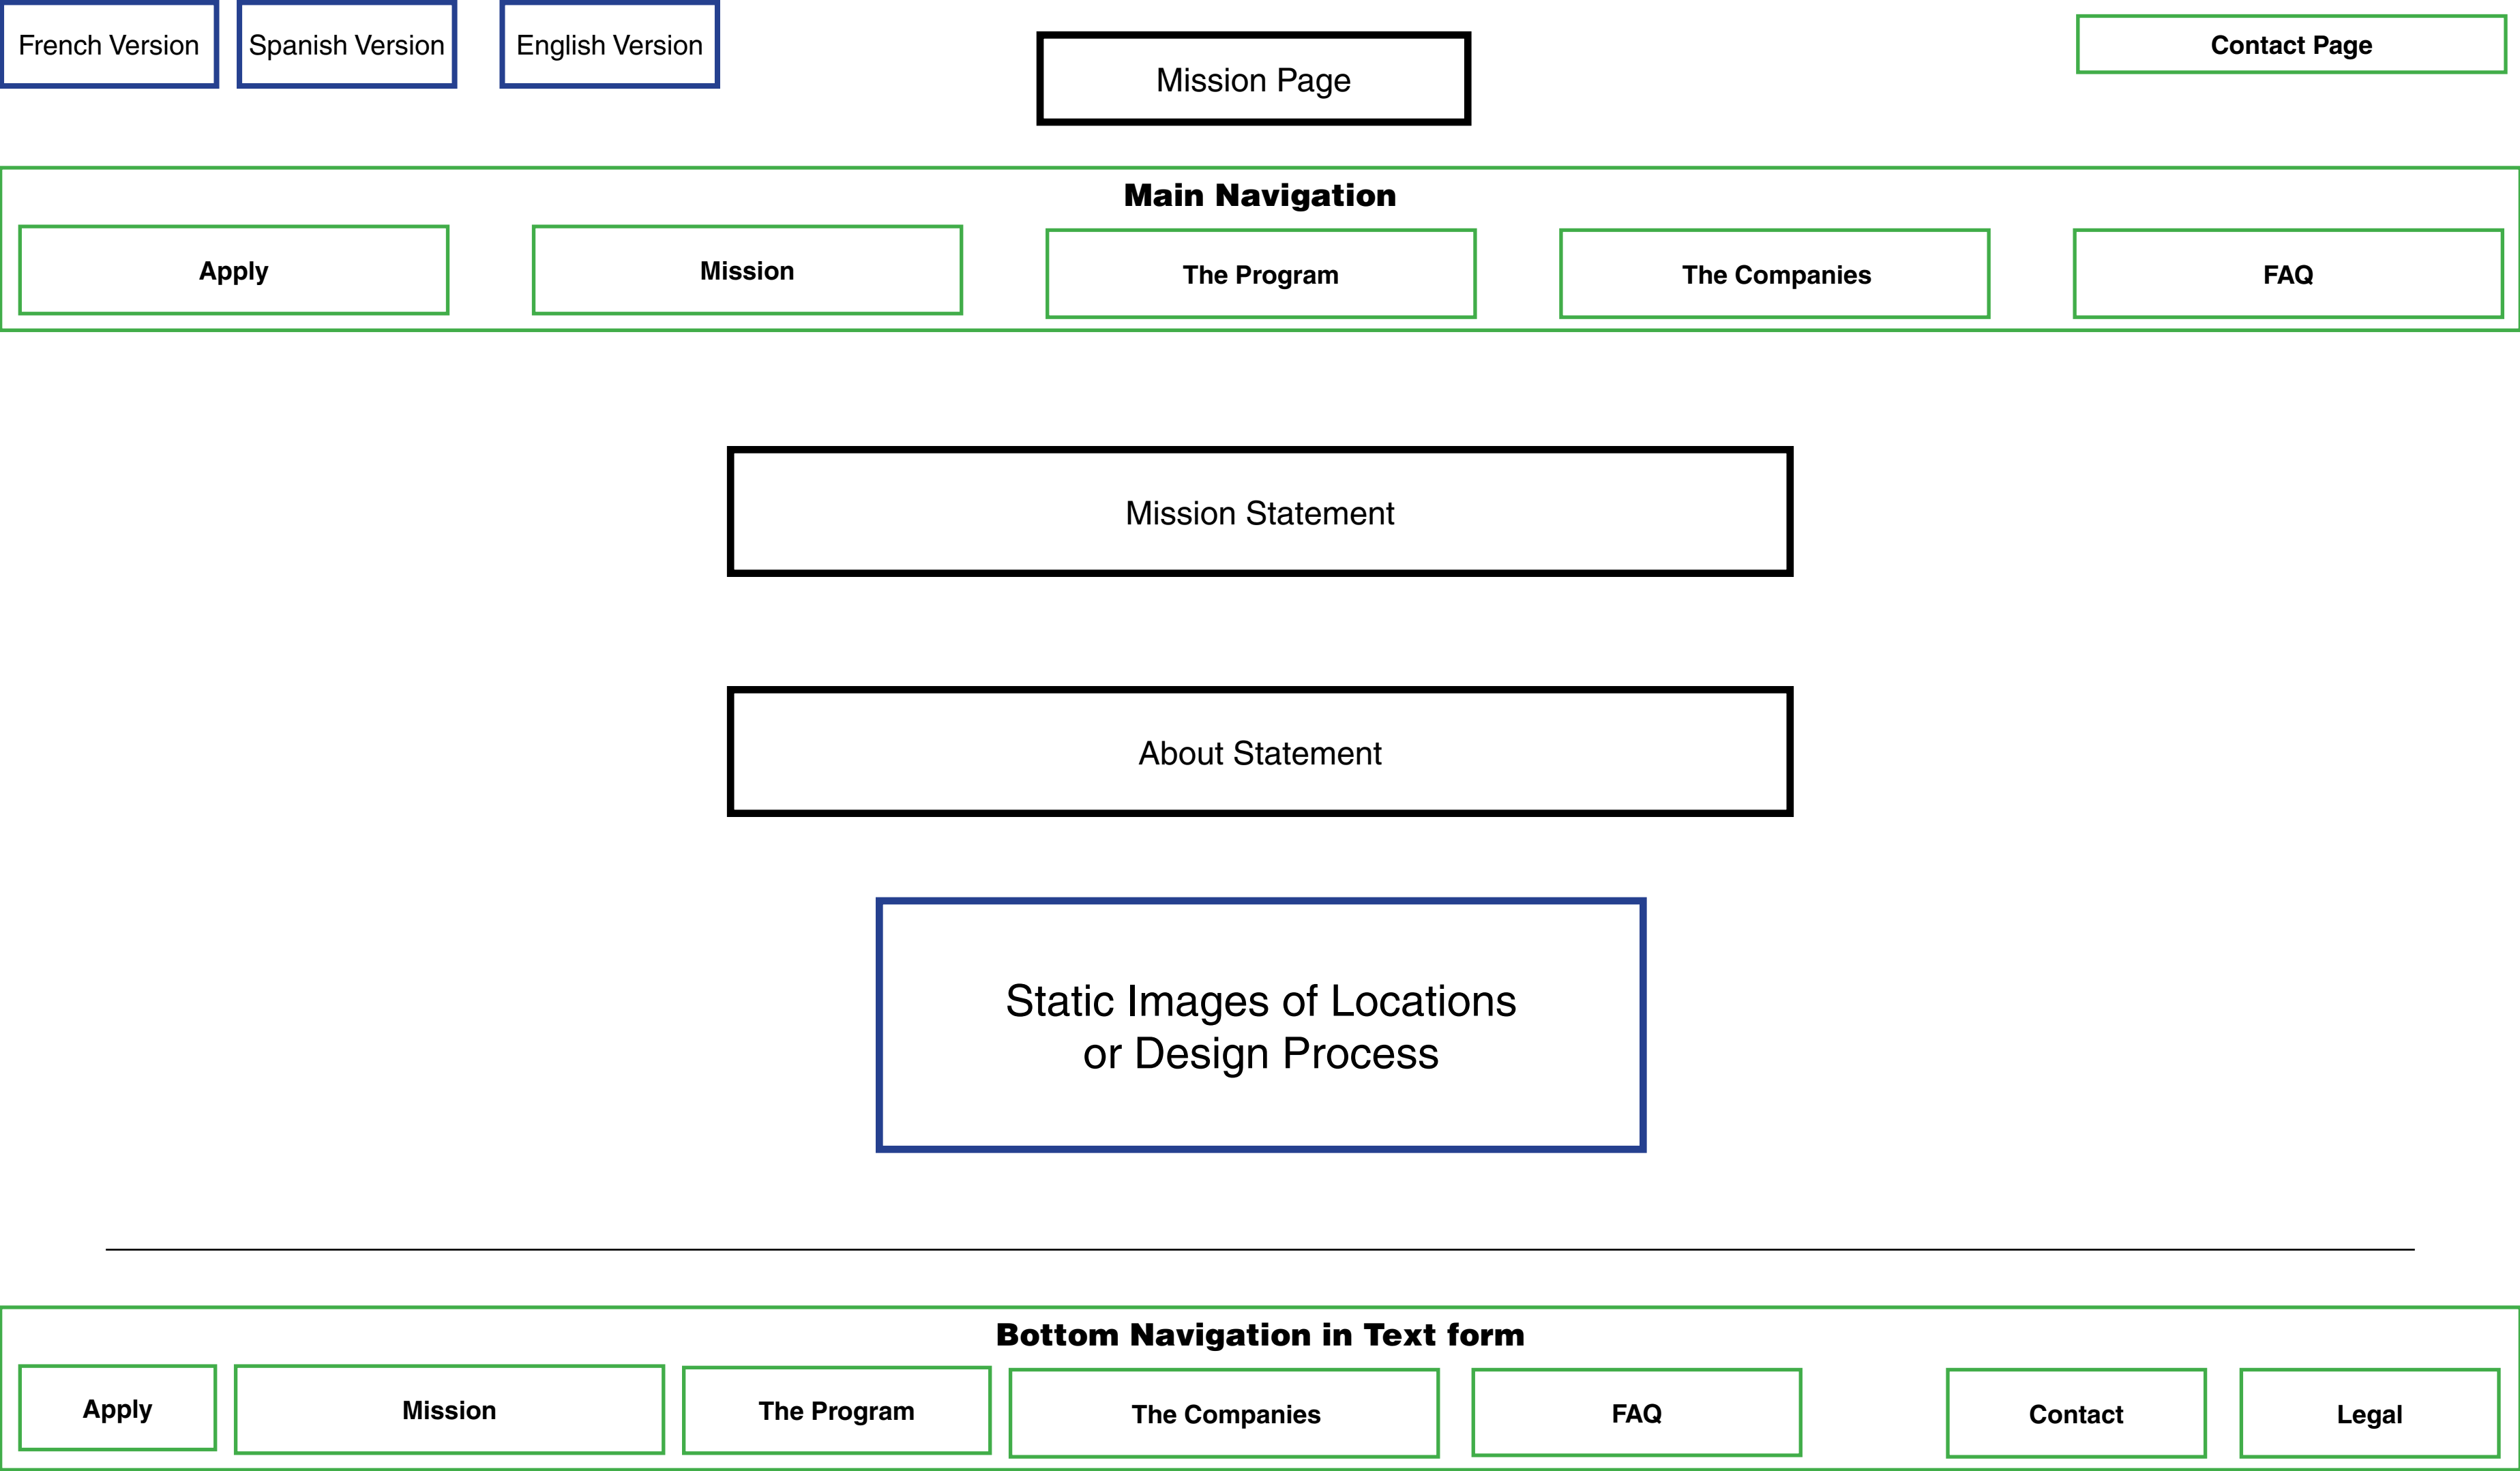 French Version
Spanish Version
English Version
Mission Page
Contact Page
Main Navigation
Apply
Mission
The Program
The Companies
FAQ
Mission Statement
About Statement
Static Images of Locations
or Design Process
Bottom Navigation in Text form
Apply
Mission
The Program
The Companies
FAQ
Contact
Legal